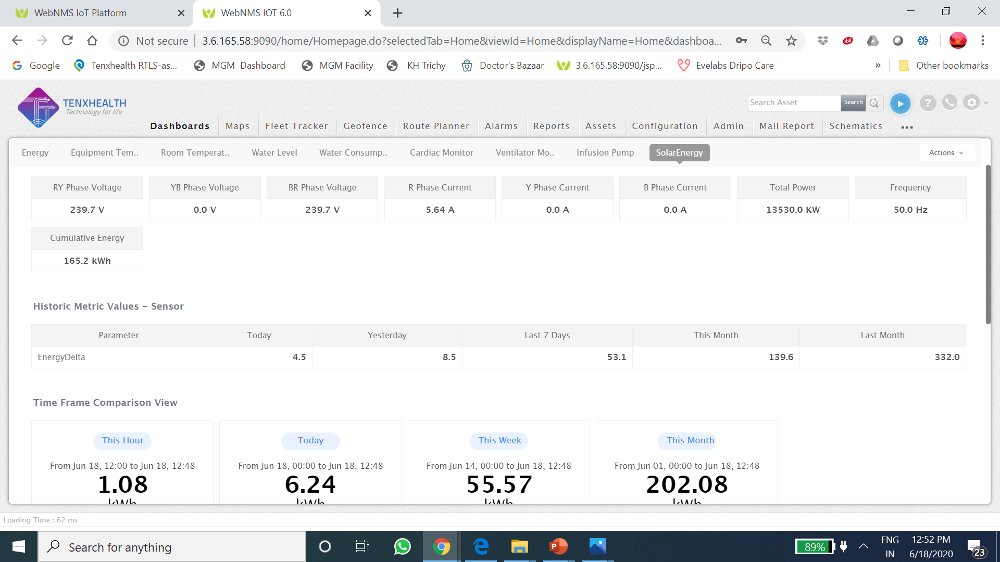 WebNMS IoT Platform
WebNMS IOT 6.0
Not secure
3.6.165.58:9090/home/Homepage.do?selectedTab=Home&viewId=Home&displayName=Home&dashboa...
Ask
Google
Tenxhealth RTLS-as...
MGM Dashboard
MGM Facility
KH Trichy
Doctor's Bazaar
3.6.165.58:9090/jsp...
Evelabs Dripo Care
»
Other bookmarks
TENXHEALTH
Technology for life
Search Asset
Search
Dashboards
Maps
Fleet Tracker
Geofence
Route Planner
Alarms
Reports
Assets
Configuration
Admin
Mail Report
Schematics
Energy
Equipment Tem..
Room Temperat..
Water Level
Water Consump..
Cardiac Monitor
Ventilator Mo..
Infusion Pump
SolarEnergy
Actions
RY Phase Voltage
239.7 V
YB Phase Voltage
0.0 V
BR Phase Voltage
239.7 V
R Phase Current
5.64 A
Y Phase Current
0.0 A
B Phase Current
0.0 A
Total Power
13530.0 KW
Frequency
50.0 Hz
Cumulative Energy
165.2 kWh
Historic Metric Values - Sensor
Parameter Today Yesterday Last 7 Days This Month Last Month
EnergyDelta 4.5 8.5 53.1 139.6 332.0
Time Frame Comparison View
This Hour
From Jun 18, 12:00 to Jun 18, 12:48
1.08
kWh
Today
From Jun 18, 00:00 to Jun 18, 12:48
6.24
kWh
This Week
From Jun 14, 00:00 to Jun 18, 12:48
55.57
kWh
This Month
From Jun 01, 00:00 to Jun 18, 12:48
202.08
kWh
Loading Time : 62 ms
Search for anything
89%
ENG
IN
12:52 PM
6/18/2020
23